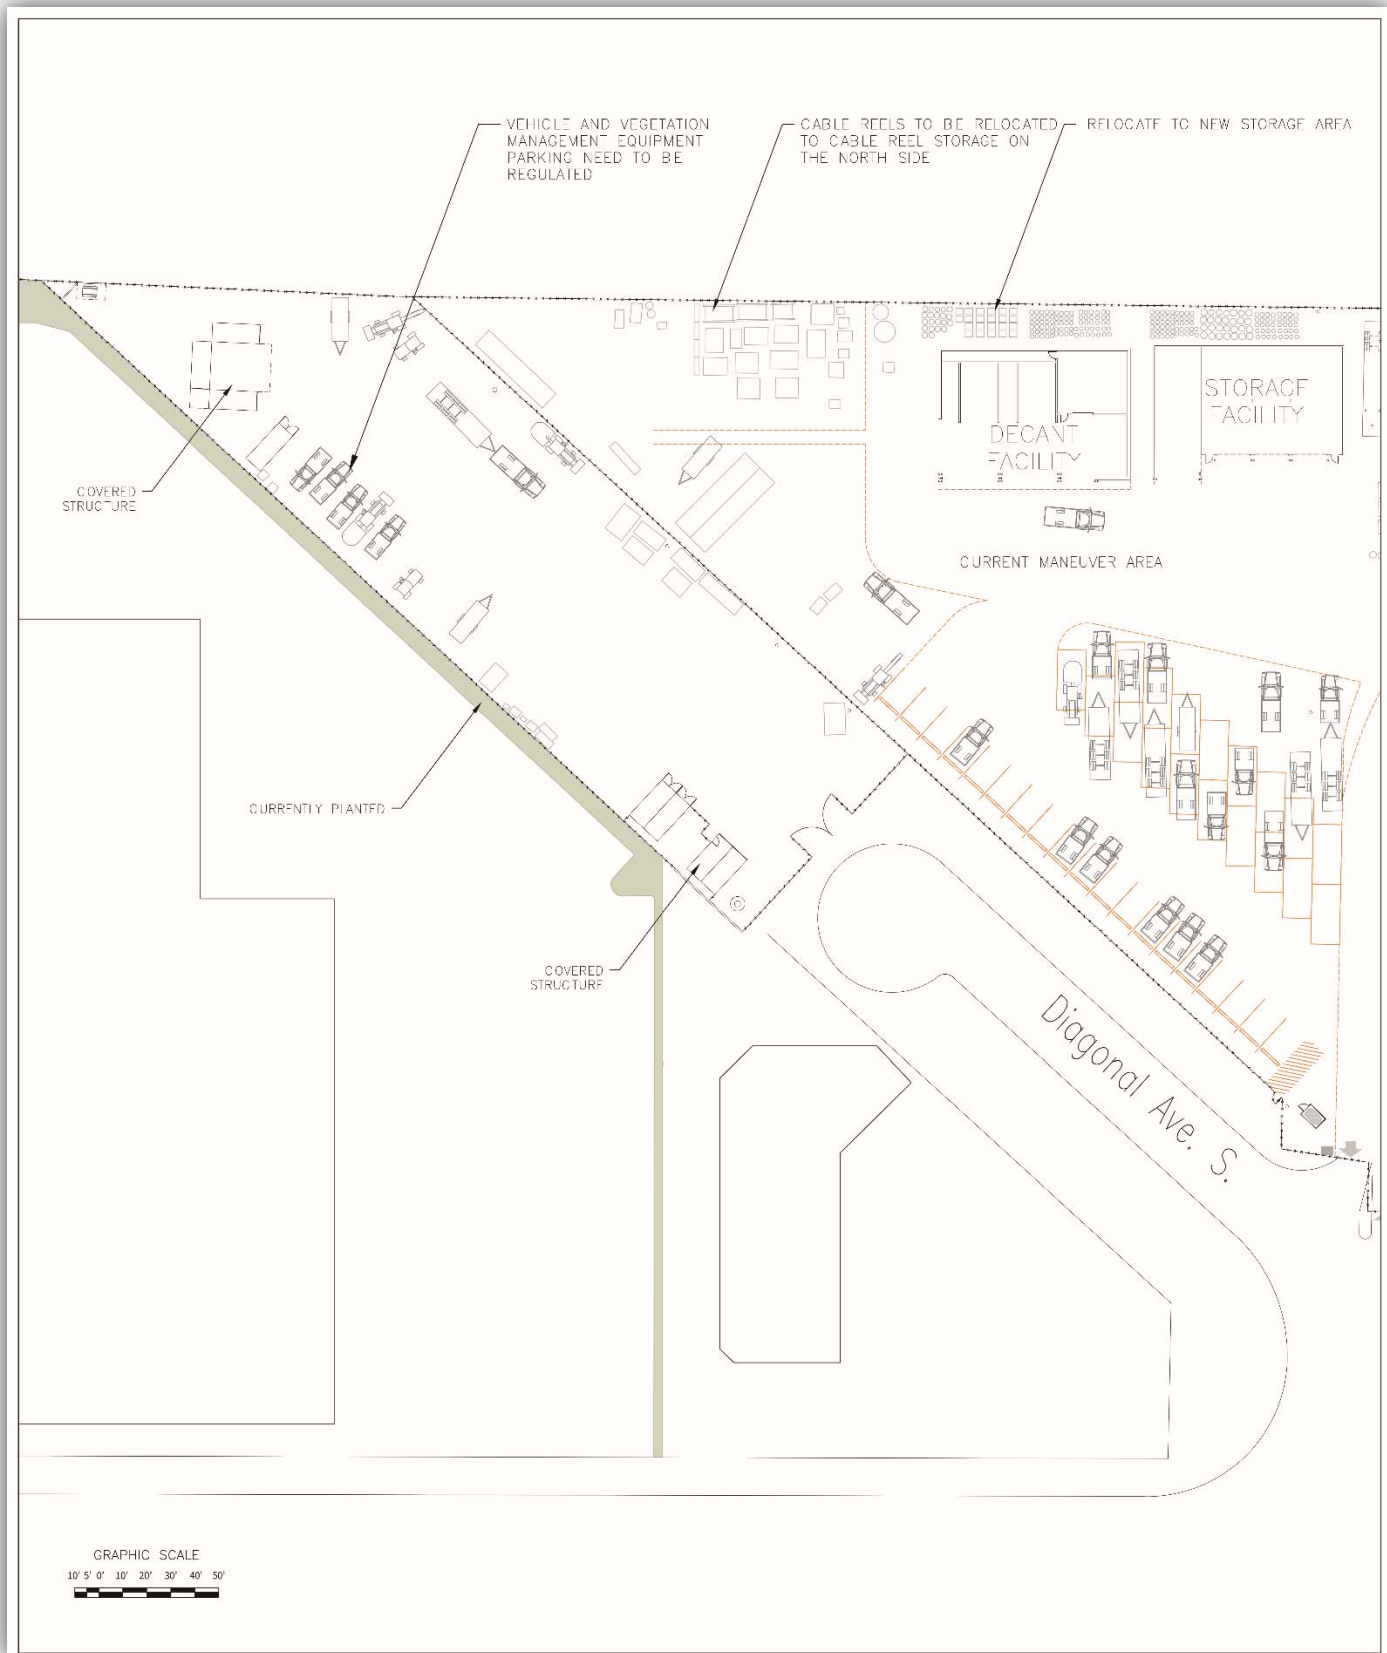 VEHICLE AND VEGETATION
MANAGEMENT EQUIPMENT
PARKING NEED TO BE
REGULATED
CABLE REELS TO BE RELOCATED
TO CABLE REEL STORAGE ON
THE NORTH SIDE
RELOCATE TO NEW STORAGE AREA
STORAGE
FACILITY
DECANT
FACILITY
COVERED
STRUCTURE
CURRENT MANEUVER AREA
CURRENTLY PLANTED
COVERED
STRUCTURE
Diagonal Ave. S.
GRAPHIC SCALE
10' 5' 0' 10' 20' 30' 40' 50'